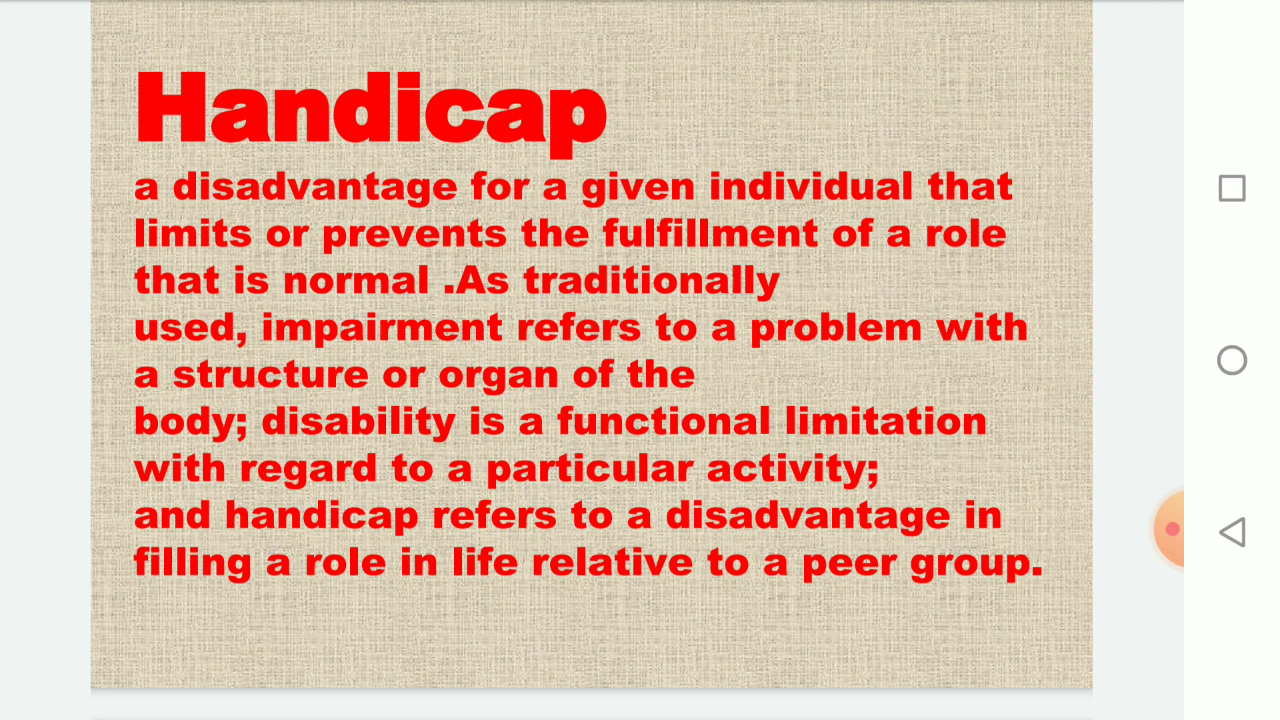 Handicap
a disadvantage for a given individual that
limits or prevents the fulfillment of a role
that is normal .As traditionally
used, impairment refers to a problem with
a structure or organ of the
body; disability is a functional limitation
with regard to a particular activity;
and handicap refers to a disadvantage in
filling a role in life relative to a peer group.